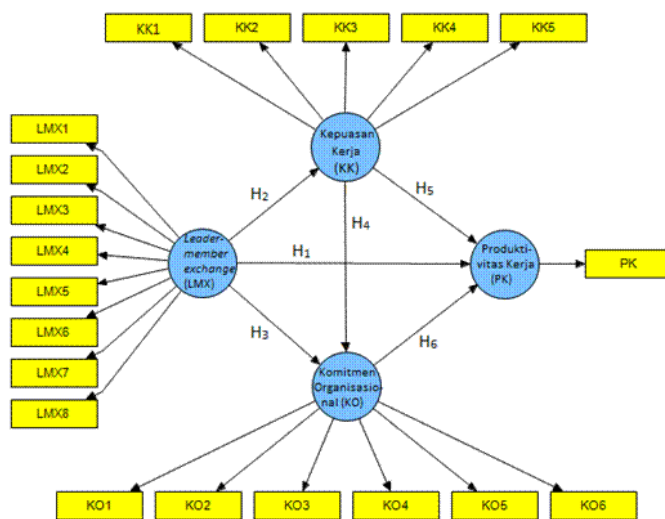 KK1
KK2
KK3
KK4
KK5
LMX1
LMX2
LMX3
LMX4
LMX5
LMX6
LMX7
LMX8
Kepuasan
Kerja
(KK)
H2
H5
H4
Leader-
member
exchange
(LMX)
H1
Produkti-
vitas Kerja
(PK)
PK
H3
H6
Komitmen
Organisasio-
nal (KO)
KO1
KO2
KO3
KO4
KO5
KO6